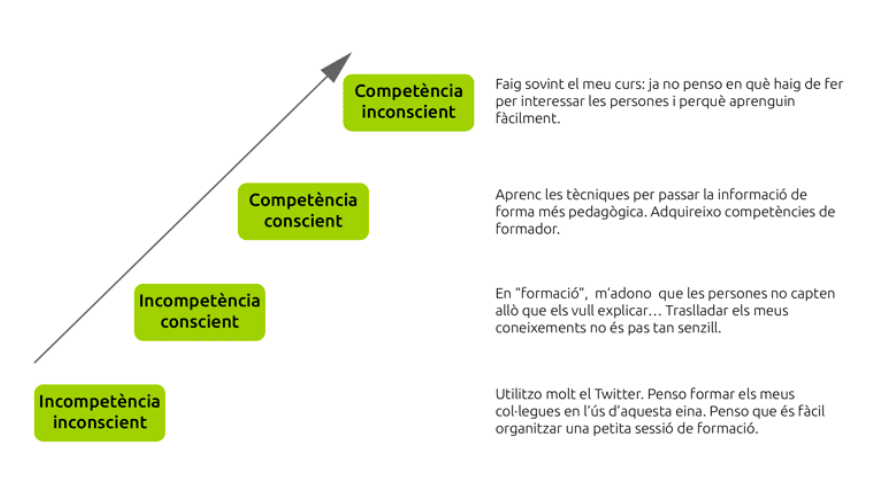 Competència
inconscient
Faig sovint el meu curs: ja no penso en què haig de fer
per interessar les persones i perquè aprenguin
fàcilment.
Competència
conscient
Aprenc les tècniques per passar la informació de
forma més pedagògica. Adquireixo competències de
formador.
Incompetència
conscient
En “formació”,  m’adono  que les persones no capten
allò que els vull explicar… Traslladar els meus
coneixements no és pas tan senzill.
Incompetència
inconscient
Utilitzo molt el Twitter. Penso formar els meus
col·legues en l’ús d’aquesta eina. Penso que és fàcil
organitzar una petita sessió de formació.